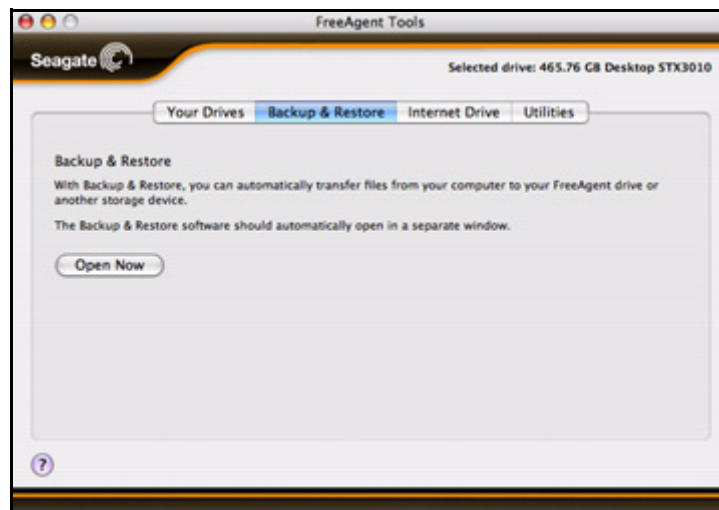 FreeAgent Tools
Seagate
Selected drive: 465.76 GB Desktop STX3010
Your Drives Backup & Restore Internet Drive Utilities
Backup & Restore
With Backup & Restore, you can automatically transfer files from your computer to your FreeAgent drive or
another storage device.
The Backup & Restore software should automatically open in a separate window.
Open Now
?